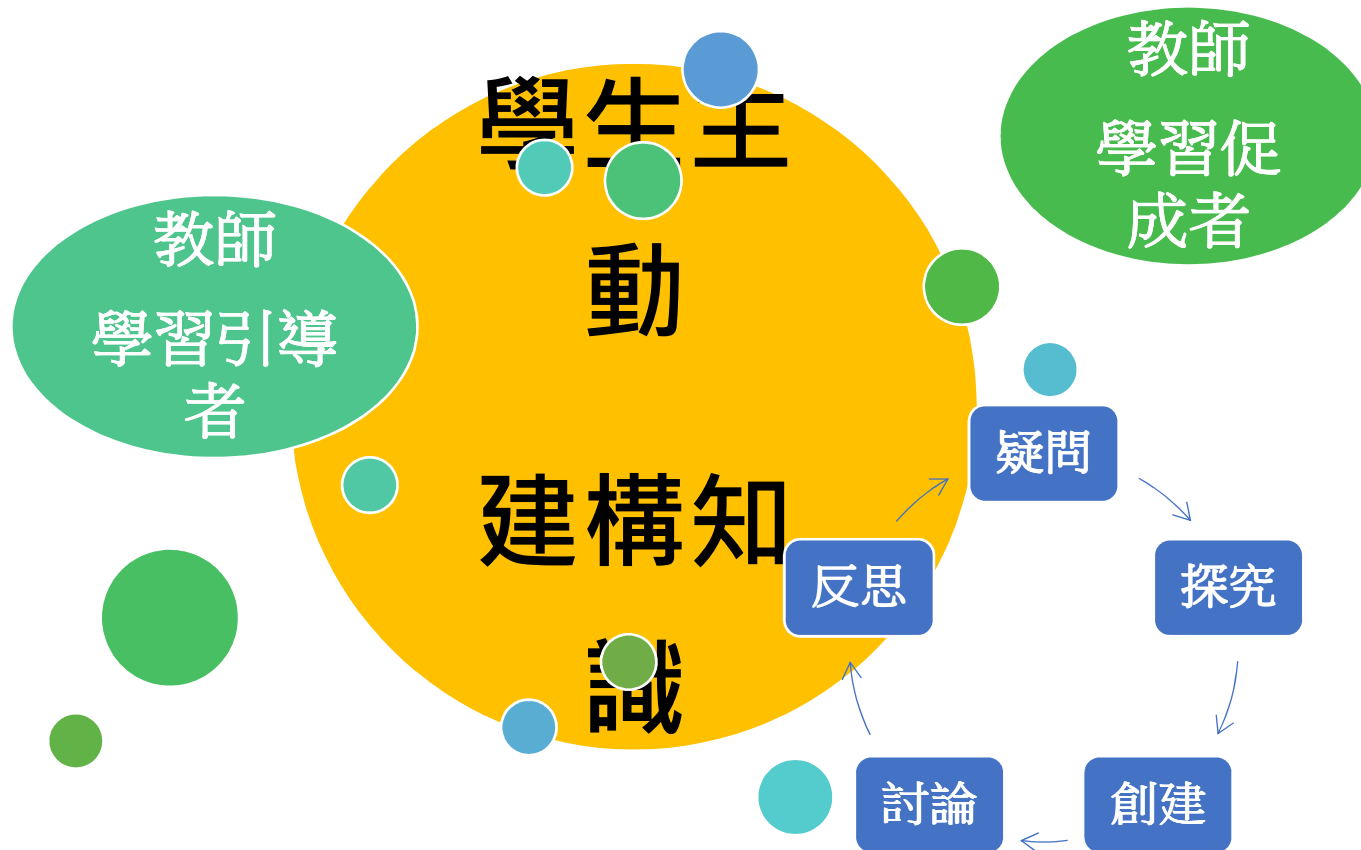 學生主
動
建構知
識
教師
學習引導
者
教師
學習促
成者
疑問
探究
創建
討論
反思